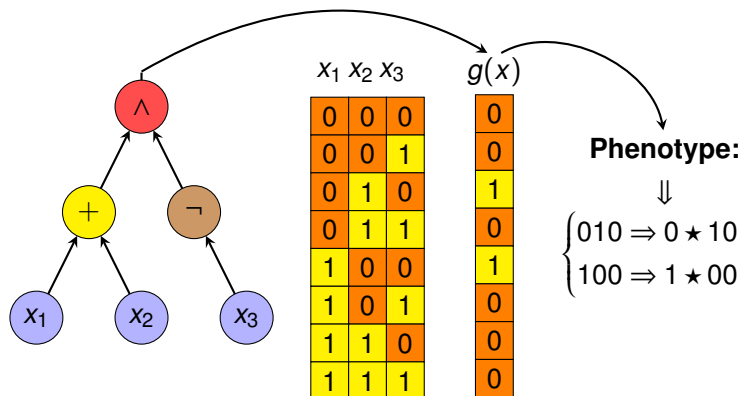 ∧
+ ¬
x₁ x₂ x₃
x₁ x₂ x₃ g(x)
0 0 0 0
0 0 1 0
0 1 0 1
0 1 1 0
1 0 0 1
1 0 1 0
1 1 0 0
1 1 1 0
Phenotype:
⇓
010 ⇒ 0 ⋆ 10
100 ⇒ 1 ⋆ 00